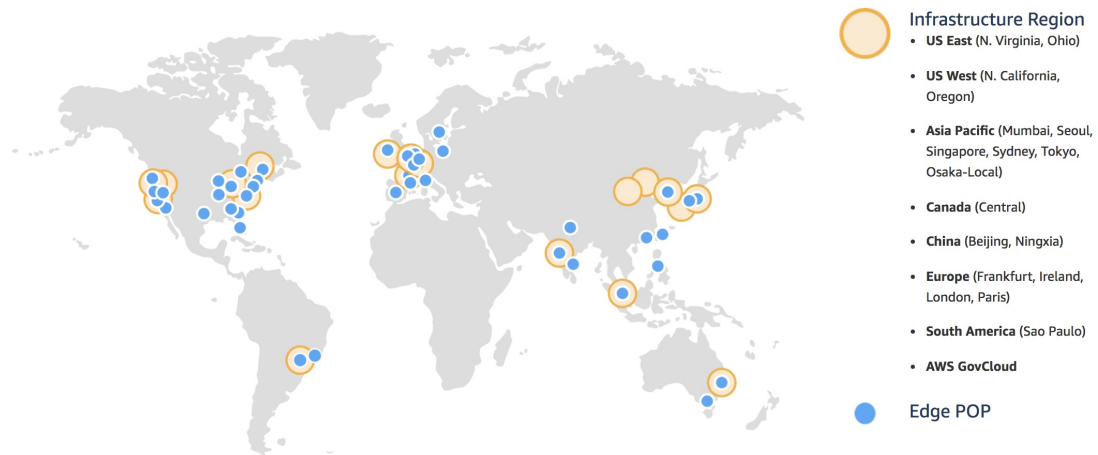 Infrastructure Region
US East (N. Virginia, Ohio)
US West (N. California,
Oregon)
Asia Pacific (Mumbai, Seoul,
Singapore, Sydney, Tokyo,
Osaka-Local)
Canada (Central)
China (Beijing, Ningxia)
Europe (Frankfurt, Ireland,
London, Paris)
South America (Sao Paulo)
AWS GovCloud
Edge POP